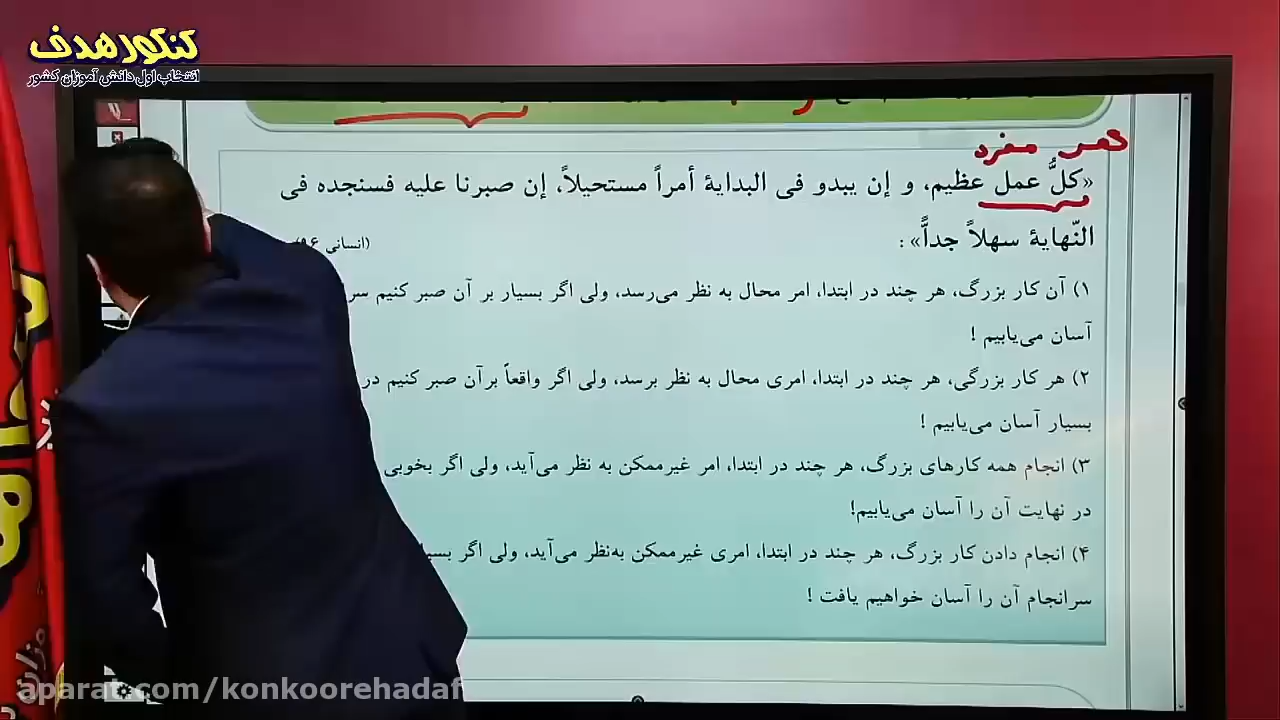 کنکور هدف
انتخاب اول دانش آموزان کشور
هر مفرد
«کلُّ عمل عظیم، و إن یبدو فی البدایة أمراً مستحیلاً، إن صبرنا علیه فسنجده فی
النّهایة سهلاً جداًّ» :
(انسانی ۹۶)
۱) آن کار بزرگ، هر چند در ابتدا، امر محال به نظر می‌رسد، ولی اگر بسیار بر آن صبر کنیم
آسان می‌یابیم !
۲) هر کار بزرگی، هر چند در ابتدا، امری محال به نظر برسد، ولی اگر واقعاً برآن صبر کنیم در
بسیار آسان می‌یابیم !
۳) انجام همه کارهای بزرگ، هر چند در ابتدا، امر غیرممکن به نظر می‌آید، ولی اگر بخوبی
در نهایت آن را آسان می‌یابیم!
۴) انجام دادن کار بزرگ، هر چند در ابتدا، امری غیرممکن به‌نظر می‌آید، ولی اگر
سرانجام آن را آسان خواهیم یافت !
aparat.com/konkoorehadaf